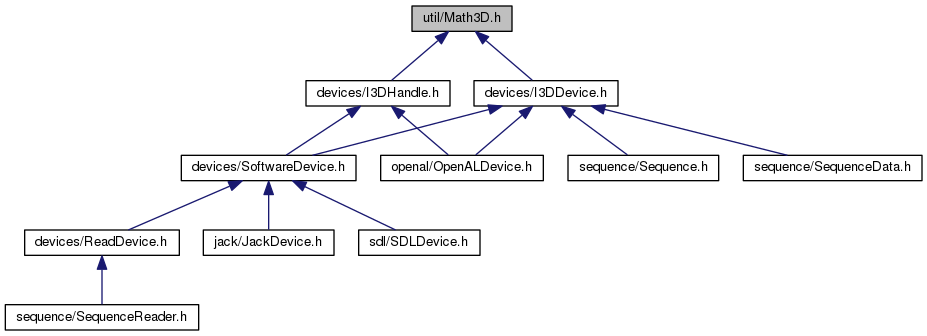 util/Math3D.h
devices/I3DHandle.h
devices/I3DDevice.h
devices/SoftwareDevice.h
openal/OpenALDevice.h
sequence/Sequence.h
sequence/SequenceData.h
devices/ReadDevice.h
jack/JackDevice.h
sdl/SDLDevice.h
sequence/SequenceReader.h